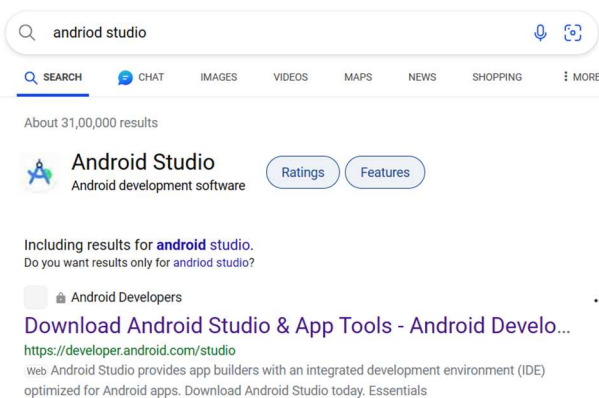 andriod studio
SEARCH CHAT IMAGES VIDEOS MAPS NEWS SHOPPING MORE
About 31,00,000 results
Android Studio
Android development software
Ratings Features
Including results for android studio.
Do you want results only for andriod studio?
Android Developers
Download Android Studio & App Tools - Android Develo...
https://developer.android.com/studio
Web Android Studio provides app builders with an integrated development environment (IDE)
optimized for Android apps. Download Android Studio today. Essentials